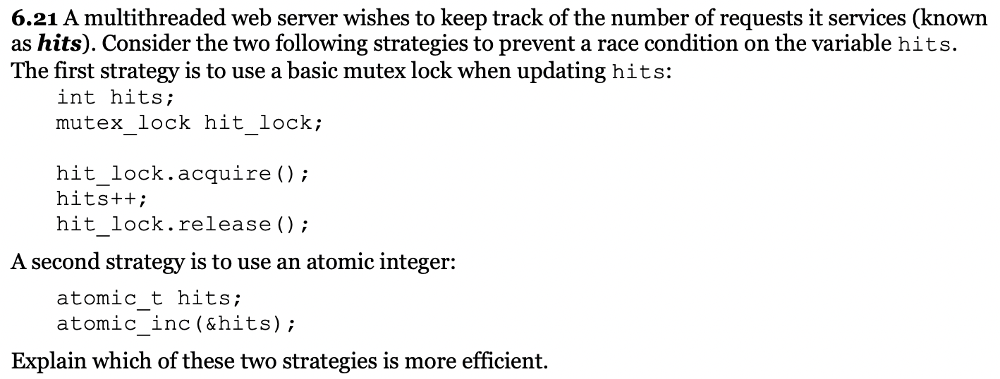 6.21 A multithreaded web server wishes to keep track of the number of requests it services (known
as hits). Consider the two following strategies to prevent a race condition on the variable hits.
The first strategy is to use a basic mutex lock when updating hits:
int hits;
mutex_lock hit_lock;
hit_lock.acquire();
hits++;
hit_lock.release();
A second strategy is to use an atomic integer:
atomic_t hits;
atomic_inc(&hits);
Explain which of these two strategies is more efficient.